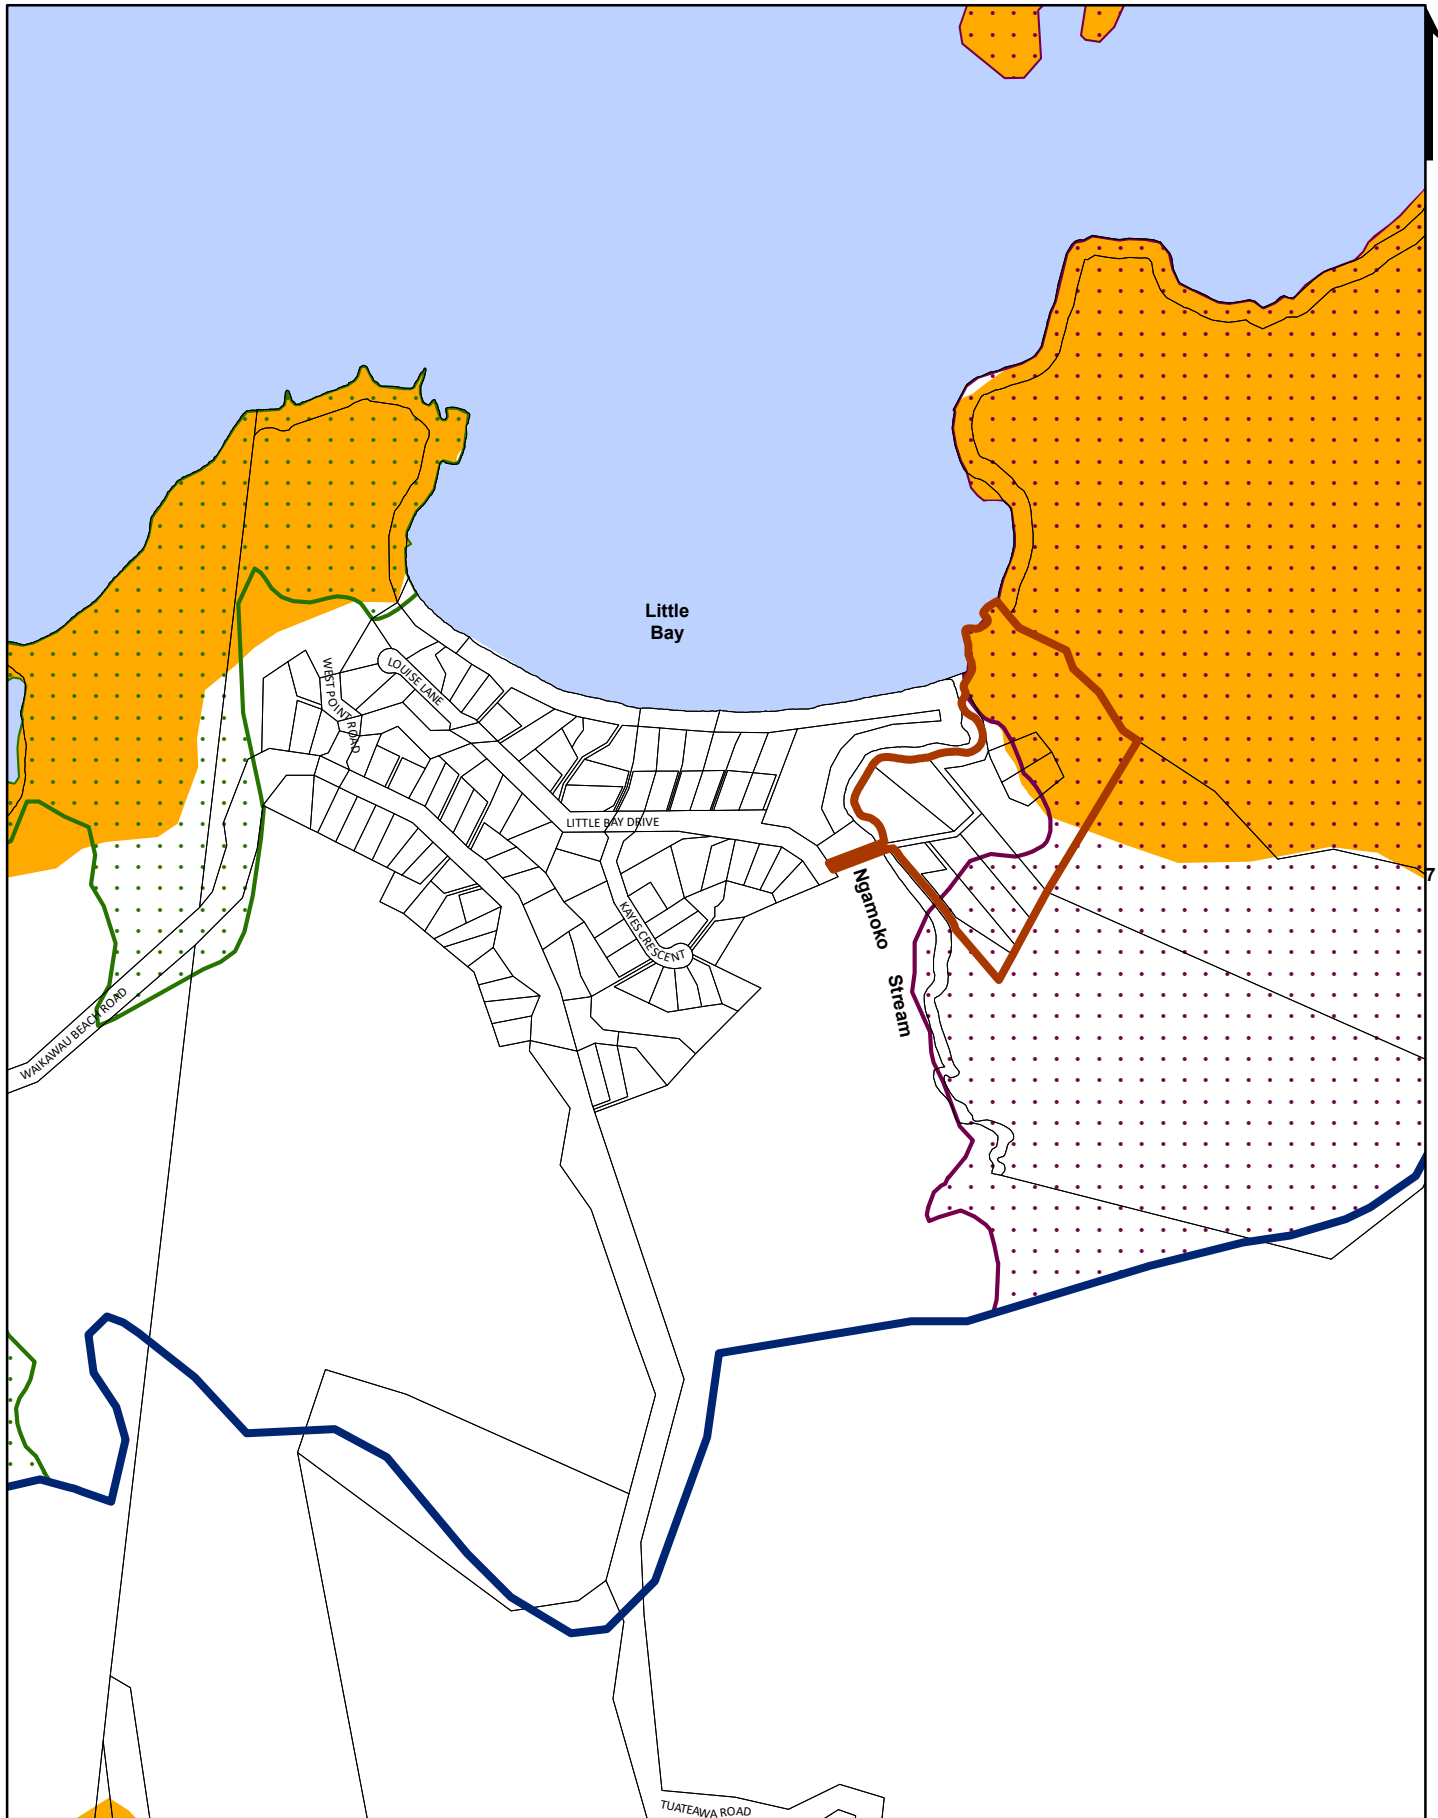 Little
Bay
LOUISE LANE
WEST POINT ROAD
LITTLE BAY DRIVE
7
Ngamoko
KAYES CRESCENT
Stream
WAIKAWAU BEACH ROAD
TUATEAWA ROAD